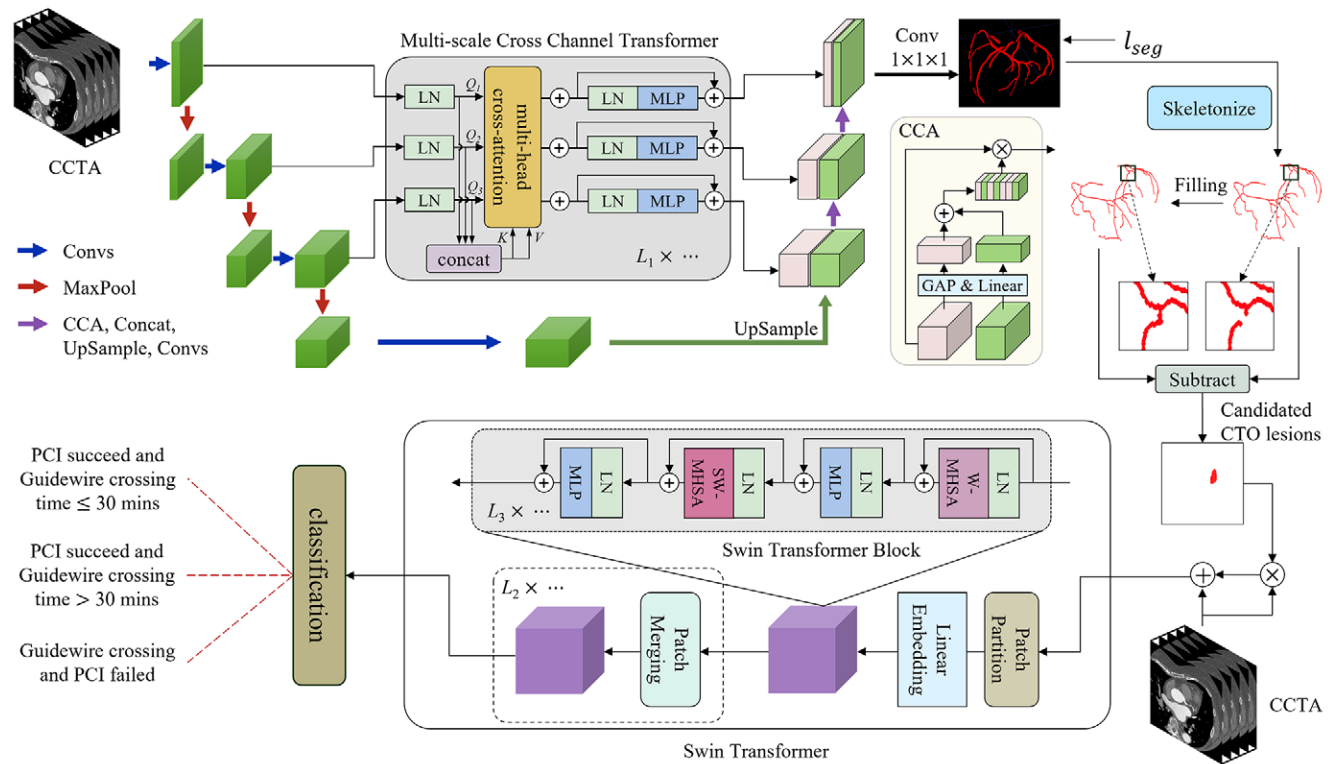 Multi-scale Cross Channel Transformer
CCTA
LN
Q1
LN
Q2
LN
Q3
multi-head
cross-attention
LN MLP
LN MLP
LN MLP
K
V
concat
L1 × ···
Conv
1×1×1
lseg
Skeletonize
Filling
CCA
GAP & Linear
Convs
MaxPool
CCA, Concat,
UpSample, Convs
UpSample
Subtract
Candidated
CTO lesions
PCI succeed and
Guidewire crossing
time ≤ 30 mins
PCI succeed and
Guidewire crossing
time > 30 mins
Guidewire crossing
and PCI failed
classification
MLP
LN
SW-
MHSA
LN
MLP
LN
W-
MHSA
LN
L3 × ···
Swin Transformer Block
L2 × ···
Patch
Merging
Linear
Embedding
Patch
Partition
Swin Transformer
CCTA